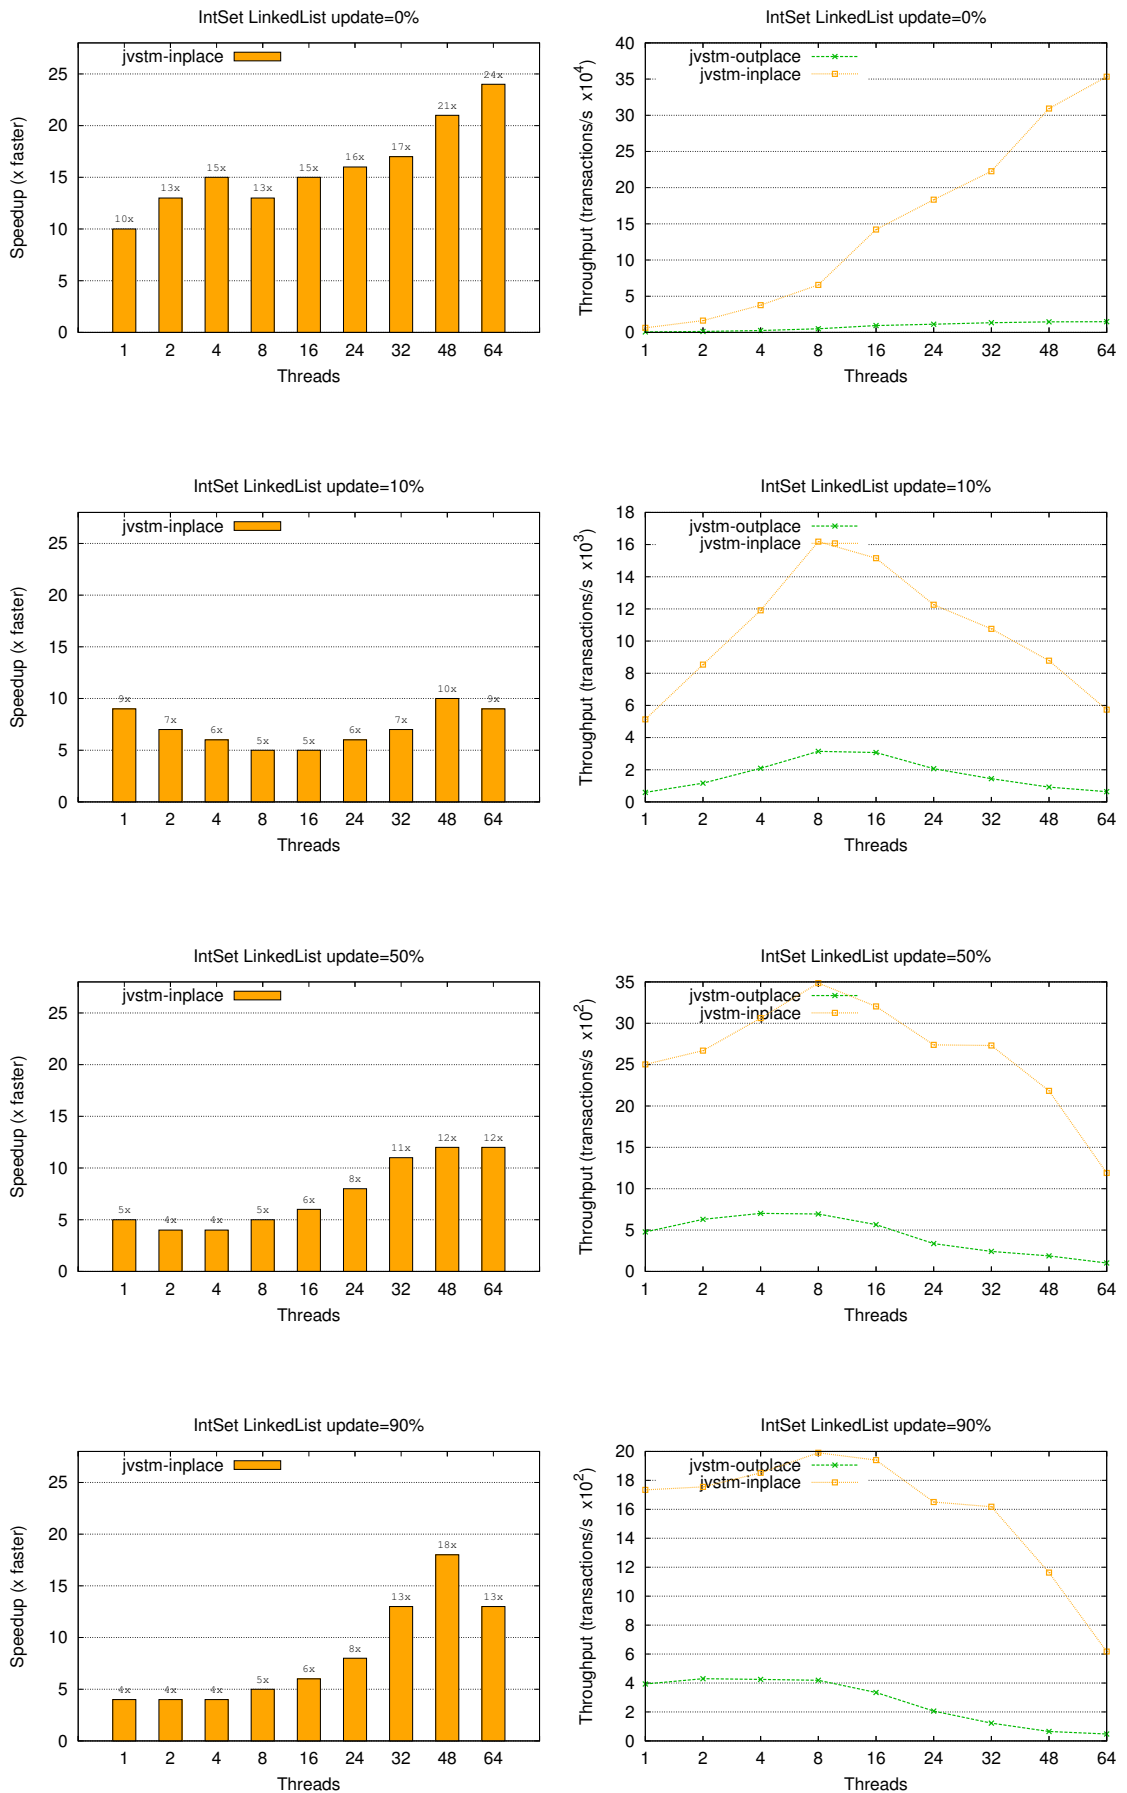 IntSet LinkedList update=0%
jvstm-inplace
Speedup (x faster)
25
20
15
10
5
0
10x
13x
15x
13x
15x
16x
17x
21x
24x
1 2 4 8 16 24 32 48 64
Threads
IntSet LinkedList update=0%
jvstm-outplace
jvstm-inplace
Throughput (transactions/s x10^4)
40
35
30
25
20
15
10
5
0
1 2 4 8 16 24 32 48 64
Threads
IntSet LinkedList update=10%
jvstm-inplace
Speedup (x faster)
25
20
15
10
5
0
9x
7x
6x
5x
5x
6x
7x
10x
9x
1 2 4 8 16 24 32 48 64
Threads
IntSet LinkedList update=10%
jvstm-outplace
jvstm-inplace
Throughput (transactions/s x10^3)
18
16
14
12
10
8
6
4
2
0
1 2 4 8 16 24 32 48 64
Threads
IntSet LinkedList update=50%
jvstm-inplace
Speedup (x faster)
25
20
15
10
5
0
5x
4x
4x
5x
6x
8x
11x
12x
12x
1 2 4 8 16 24 32 48 64
Threads
IntSet LinkedList update=50%
jvstm-outplace
jvstm-inplace
Throughput (transactions/s x10^2)
35
30
25
20
15
10
5
0
1 2 4 8 16 24 32 48 64
Threads
IntSet LinkedList update=90%
jvstm-inplace
Speedup (x faster)
25
20
15
10
5
0
4x
4x
4x
5x
6x
8x
13x
18x
13x
1 2 4 8 16 24 32 48 64
Threads
IntSet LinkedList update=90%
jvstm-outplace
jvstm-inplace
Throughput (transactions/s x10^2)
20
18
16
14
12
10
8
6
4
2
0
1 2 4 8 16 24 32 48 64
Threads